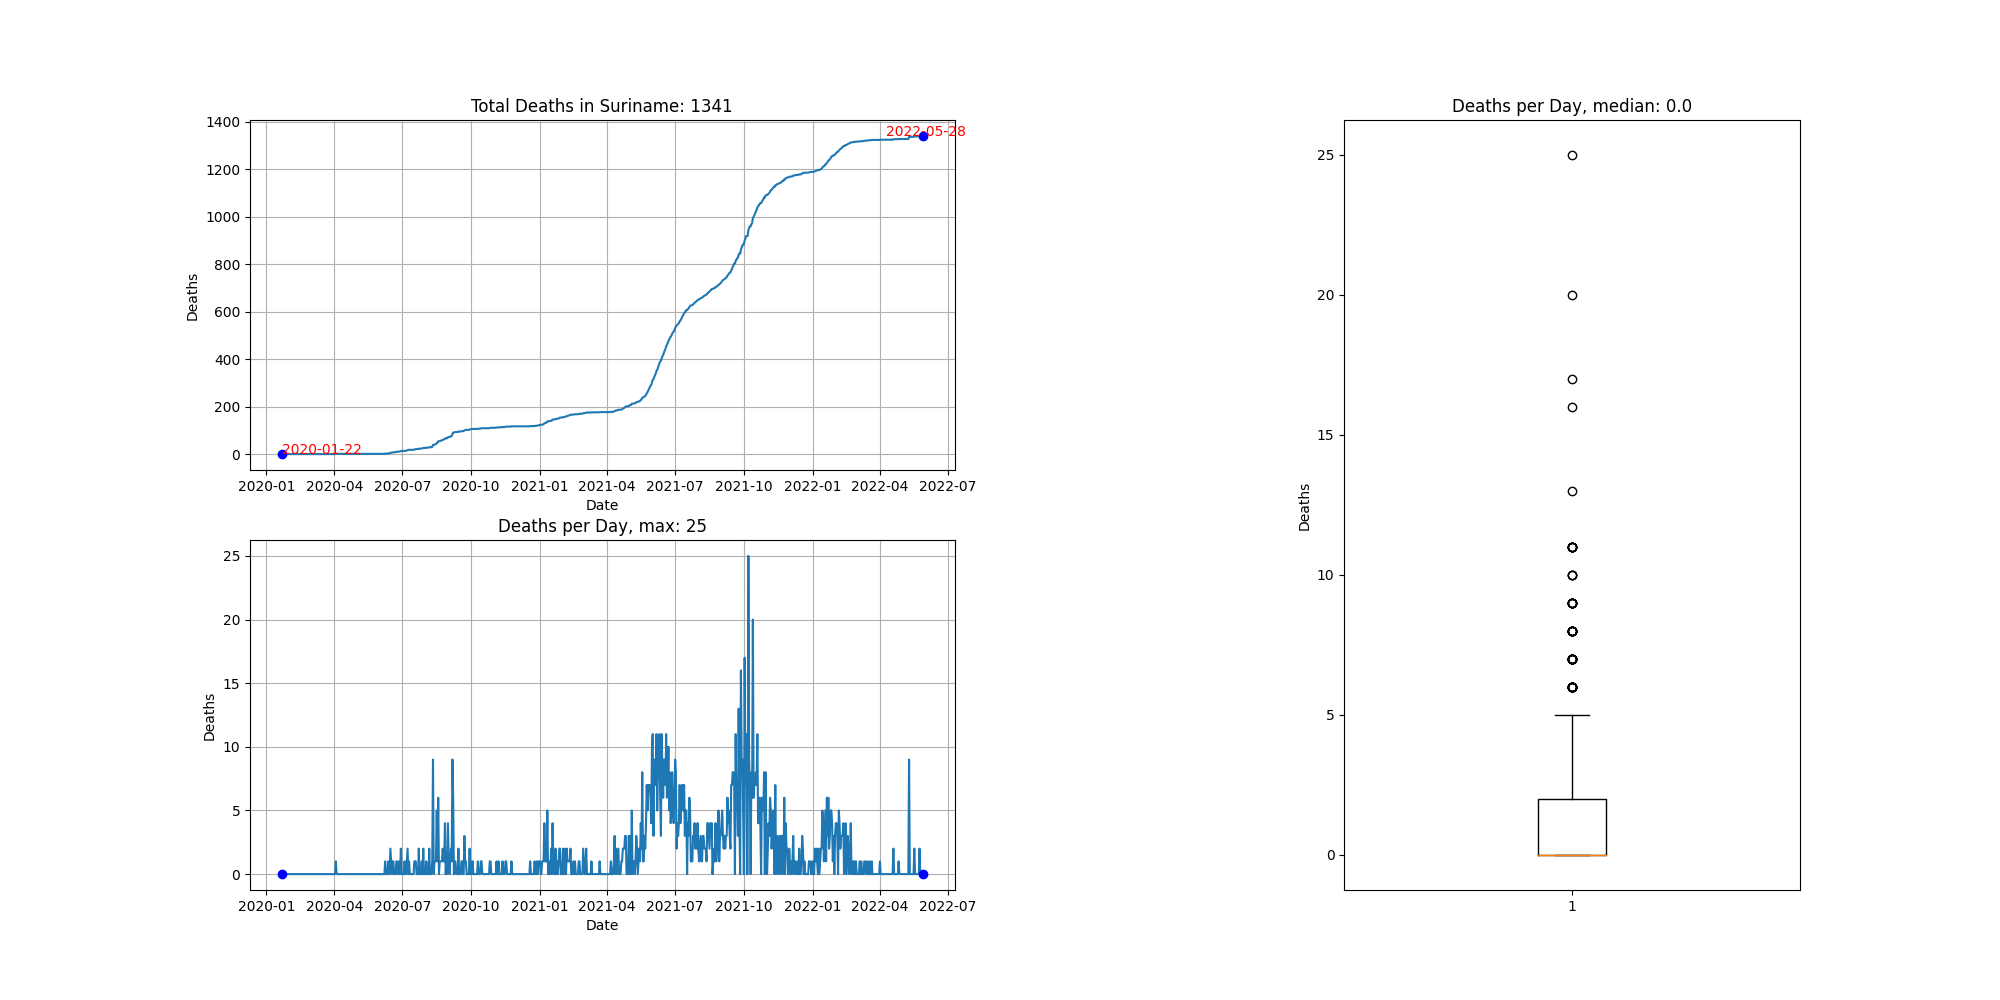 Total Deaths in Suriname: 1341
1400
1200
1000
800
600
400
200
0
Deaths
2022-05-28
2020-01-22
2020-01 2020-04 2020-07 2020-10 2021-01 2021-04 2021-07 2021-10 2022-01 2022-04 2022-07
Date
Deaths per Day, max: 25
25
20
15
10
5
0
Deaths
2020-01 2020-04 2020-07 2020-10 2021-01 2021-04 2021-07 2021-10 2022-01 2022-04 2022-07
Date
Deaths per Day, median: 0.0
25
20
15
10
5
0
Deaths
1